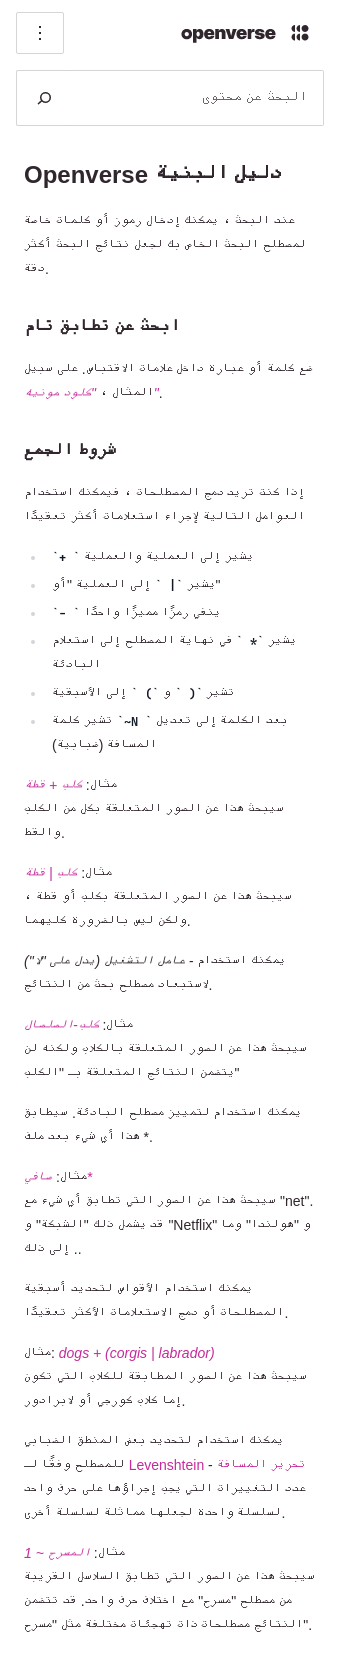 openverse
البحث عن محتوى
دليل البنية Openverse
عند البحث ، يمكنك إدخال رموز أو كلمات خاصة
لمصطلح البحث الخاص بك لجعل نتائج البحث أكثر
دقة.
ابحث عن تطابق تام
ضع كلمة أو عبارة داخل علامات الاقتباس. على سبيل
المثال ، "كلود مونيه".
شروط الجمع
إذا كنت تريد دمج المصطلحات ، فيمكنك استخدام
العوامل التالية لإجراء استعلامات أكثر تعقيدًا
يشير إلى العملية والعملية ` +`
يشير `| ` إلى العملية "أو"
ينفي رمزًا مميزًا واحدًا ` -`
يشير `* ` في نهاية المصطلح إلى استعلام
البادئة
تشير `( ` و ` )` إلى الأسبقية
بعد الكلمة إلى تعديل ` ~N` تشير كلمة
المسافة (ضبابية)
مثال: كلب + قطة
سيبحث هذا عن الصور المتعلقة بكل من الكلب
والقط.
مثال: كلب | قطة
سيبحث هذا عن الصور المتعلقة بكلب أو قطة ،
ولكن ليس بالضرورة كليهما.
يمكنك استخدام - عامل التشغيل (يدل على "لا")
لاستبعاد مصطلح بحث من النتائج.
مثال: كلب -السلسال
سيبحث هذا عن الصور المتعلقة بالكلاب ولكنه لن
يتضمن النتائج المتعلقة بـ "الكلب"
يمكنك استخدام لتمييز مصطلح البادئة. سيطابق
هذا أي شيء بعد ملف *.
مثال: صافي*
سيبحث هذا عن الصور التي تطابق أي شيء مع "net".
قد يشمل ذلك "الشبكة" و "Netflix" و "هولندا" وما
إلى ذلك ..
يمكنك استخدام الأقواس لتحديد أسبقية
المصطلحات أو دمج الاستعلامات الأكثر تعقيدًا.
مثال: dogs + (corgis | labrador)
سيبحث هذا عن الصور المطابقة للكلاب التي تكون
إما كلاب كورجي أو لابرادور.
يمكنك استخدام لتحديد بعض المنطق الضبابي
للمصطلح وفقًا لـ Levenshtein - تحرير المسافة
عدد التغييرات التي يجب إجراؤها على حرف واحد
لسلسلة واحدة لجعلها مماثلة لسلسلة أخرى.
مثال: المسرح ~ 1
سيبحث هذا عن الصور التي تطابق السلاسل القريبة
من مصطلح "مسرح" مع اختلاف حرف واحد. قد تتضمن
النتائج مصطلحات ذات تهجئات مختلفة مثل "مسرح".